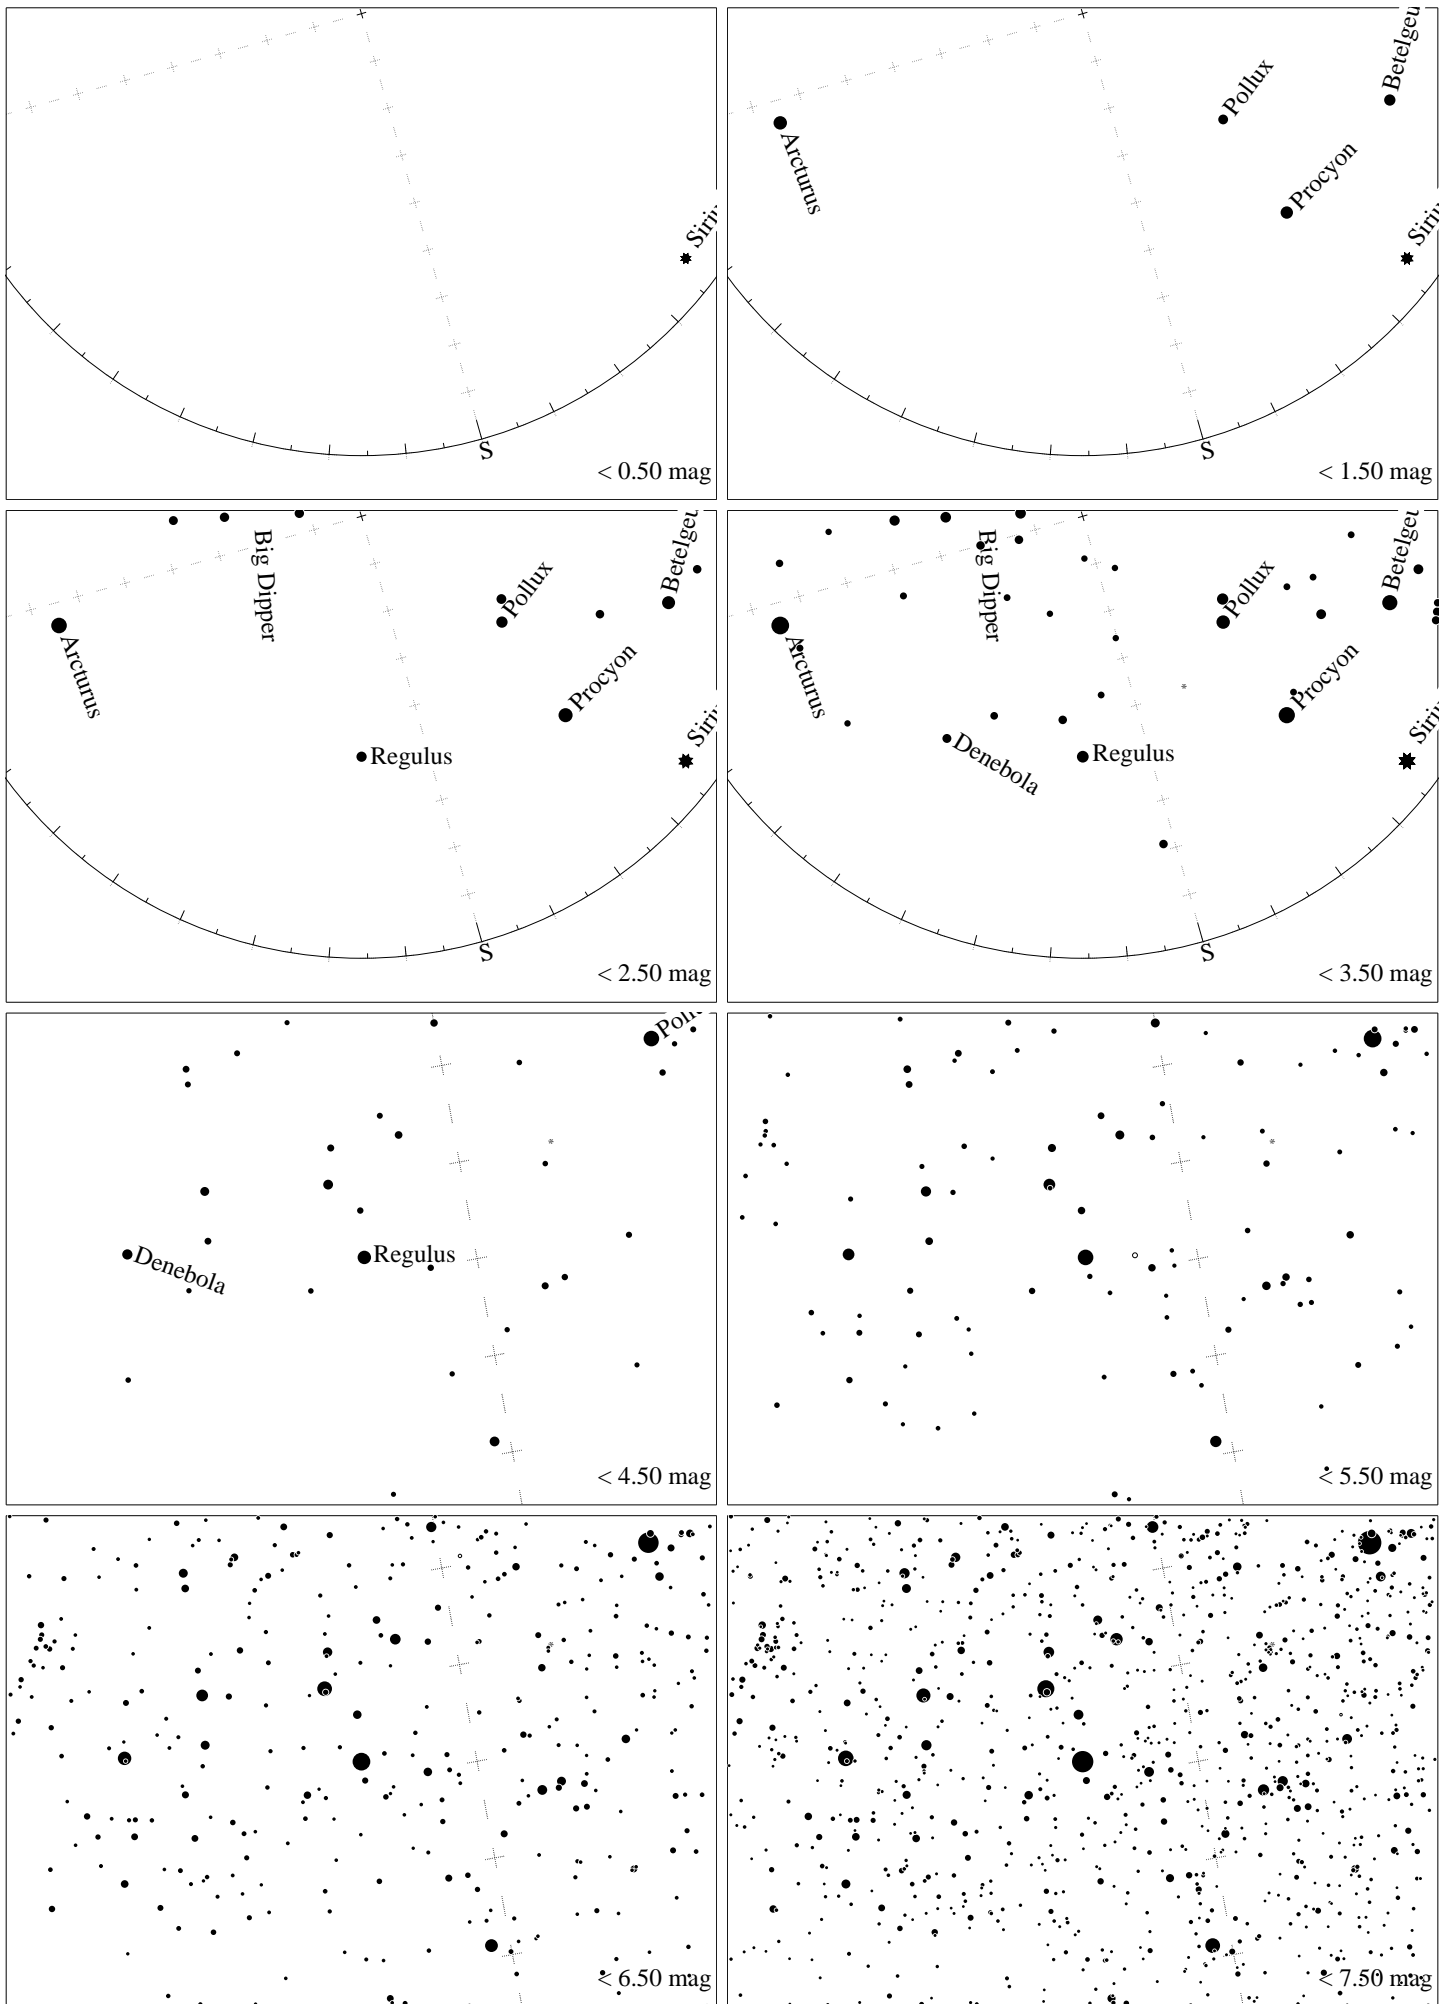 Siriu
S
< 0.50 mag
Betelgeu
Pollux
Arcturus
Procyon
Siriu
S
< 1.50 mag
Big Dipper
Betelgeu
Pollux
Arcturus
Procyon
Siriu
Regulus
S
< 2.50 mag
Big Dipper
Betelgeu
Pollux
Arcturus
Procyon
Siriu
Denebola
Regulus
S
< 3.50 mag
Denebola
Regulus
< 4.50 mag
< 5.50 mag
< 6.50 mag
< 7.50 mag